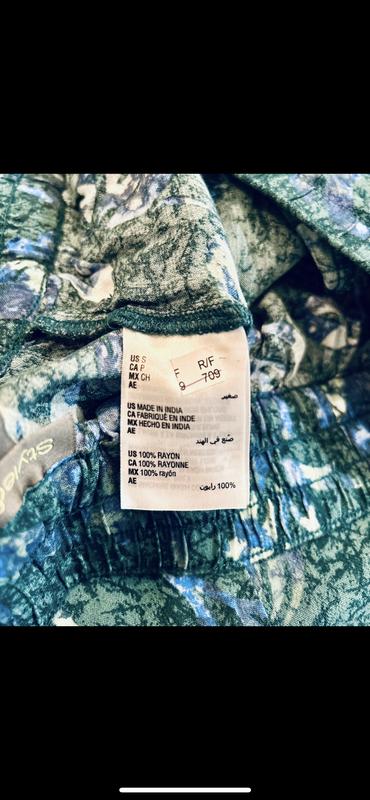 US S
CA P
MX CH
AE
R/F
F
9 709
صغير
US MADE IN INDIA
CA FABRIQUÉ EN INDE
MX HECHO EN INDIA
AE
صنع في الهند
US 100% RAYON
CA 100% RAYONNE
MX 100% rayón
AE
100% رايون